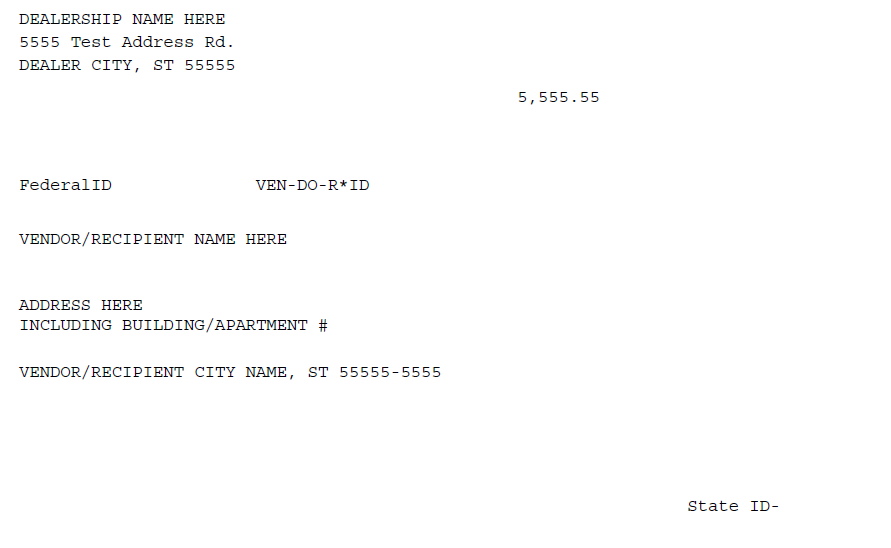 DEALERSHIP NAME HERE
5555 Test Address Rd.
DEALER CITY, ST 55555
5,555.55
FederalID VEN-DO-R*ID
VENDOR/RECIPIENT NAME HERE
ADDRESS HERE
INCLUDING BUILDING/APARTMENT #
VENDOR/RECIPIENT CITY NAME, ST 55555-5555
State ID-